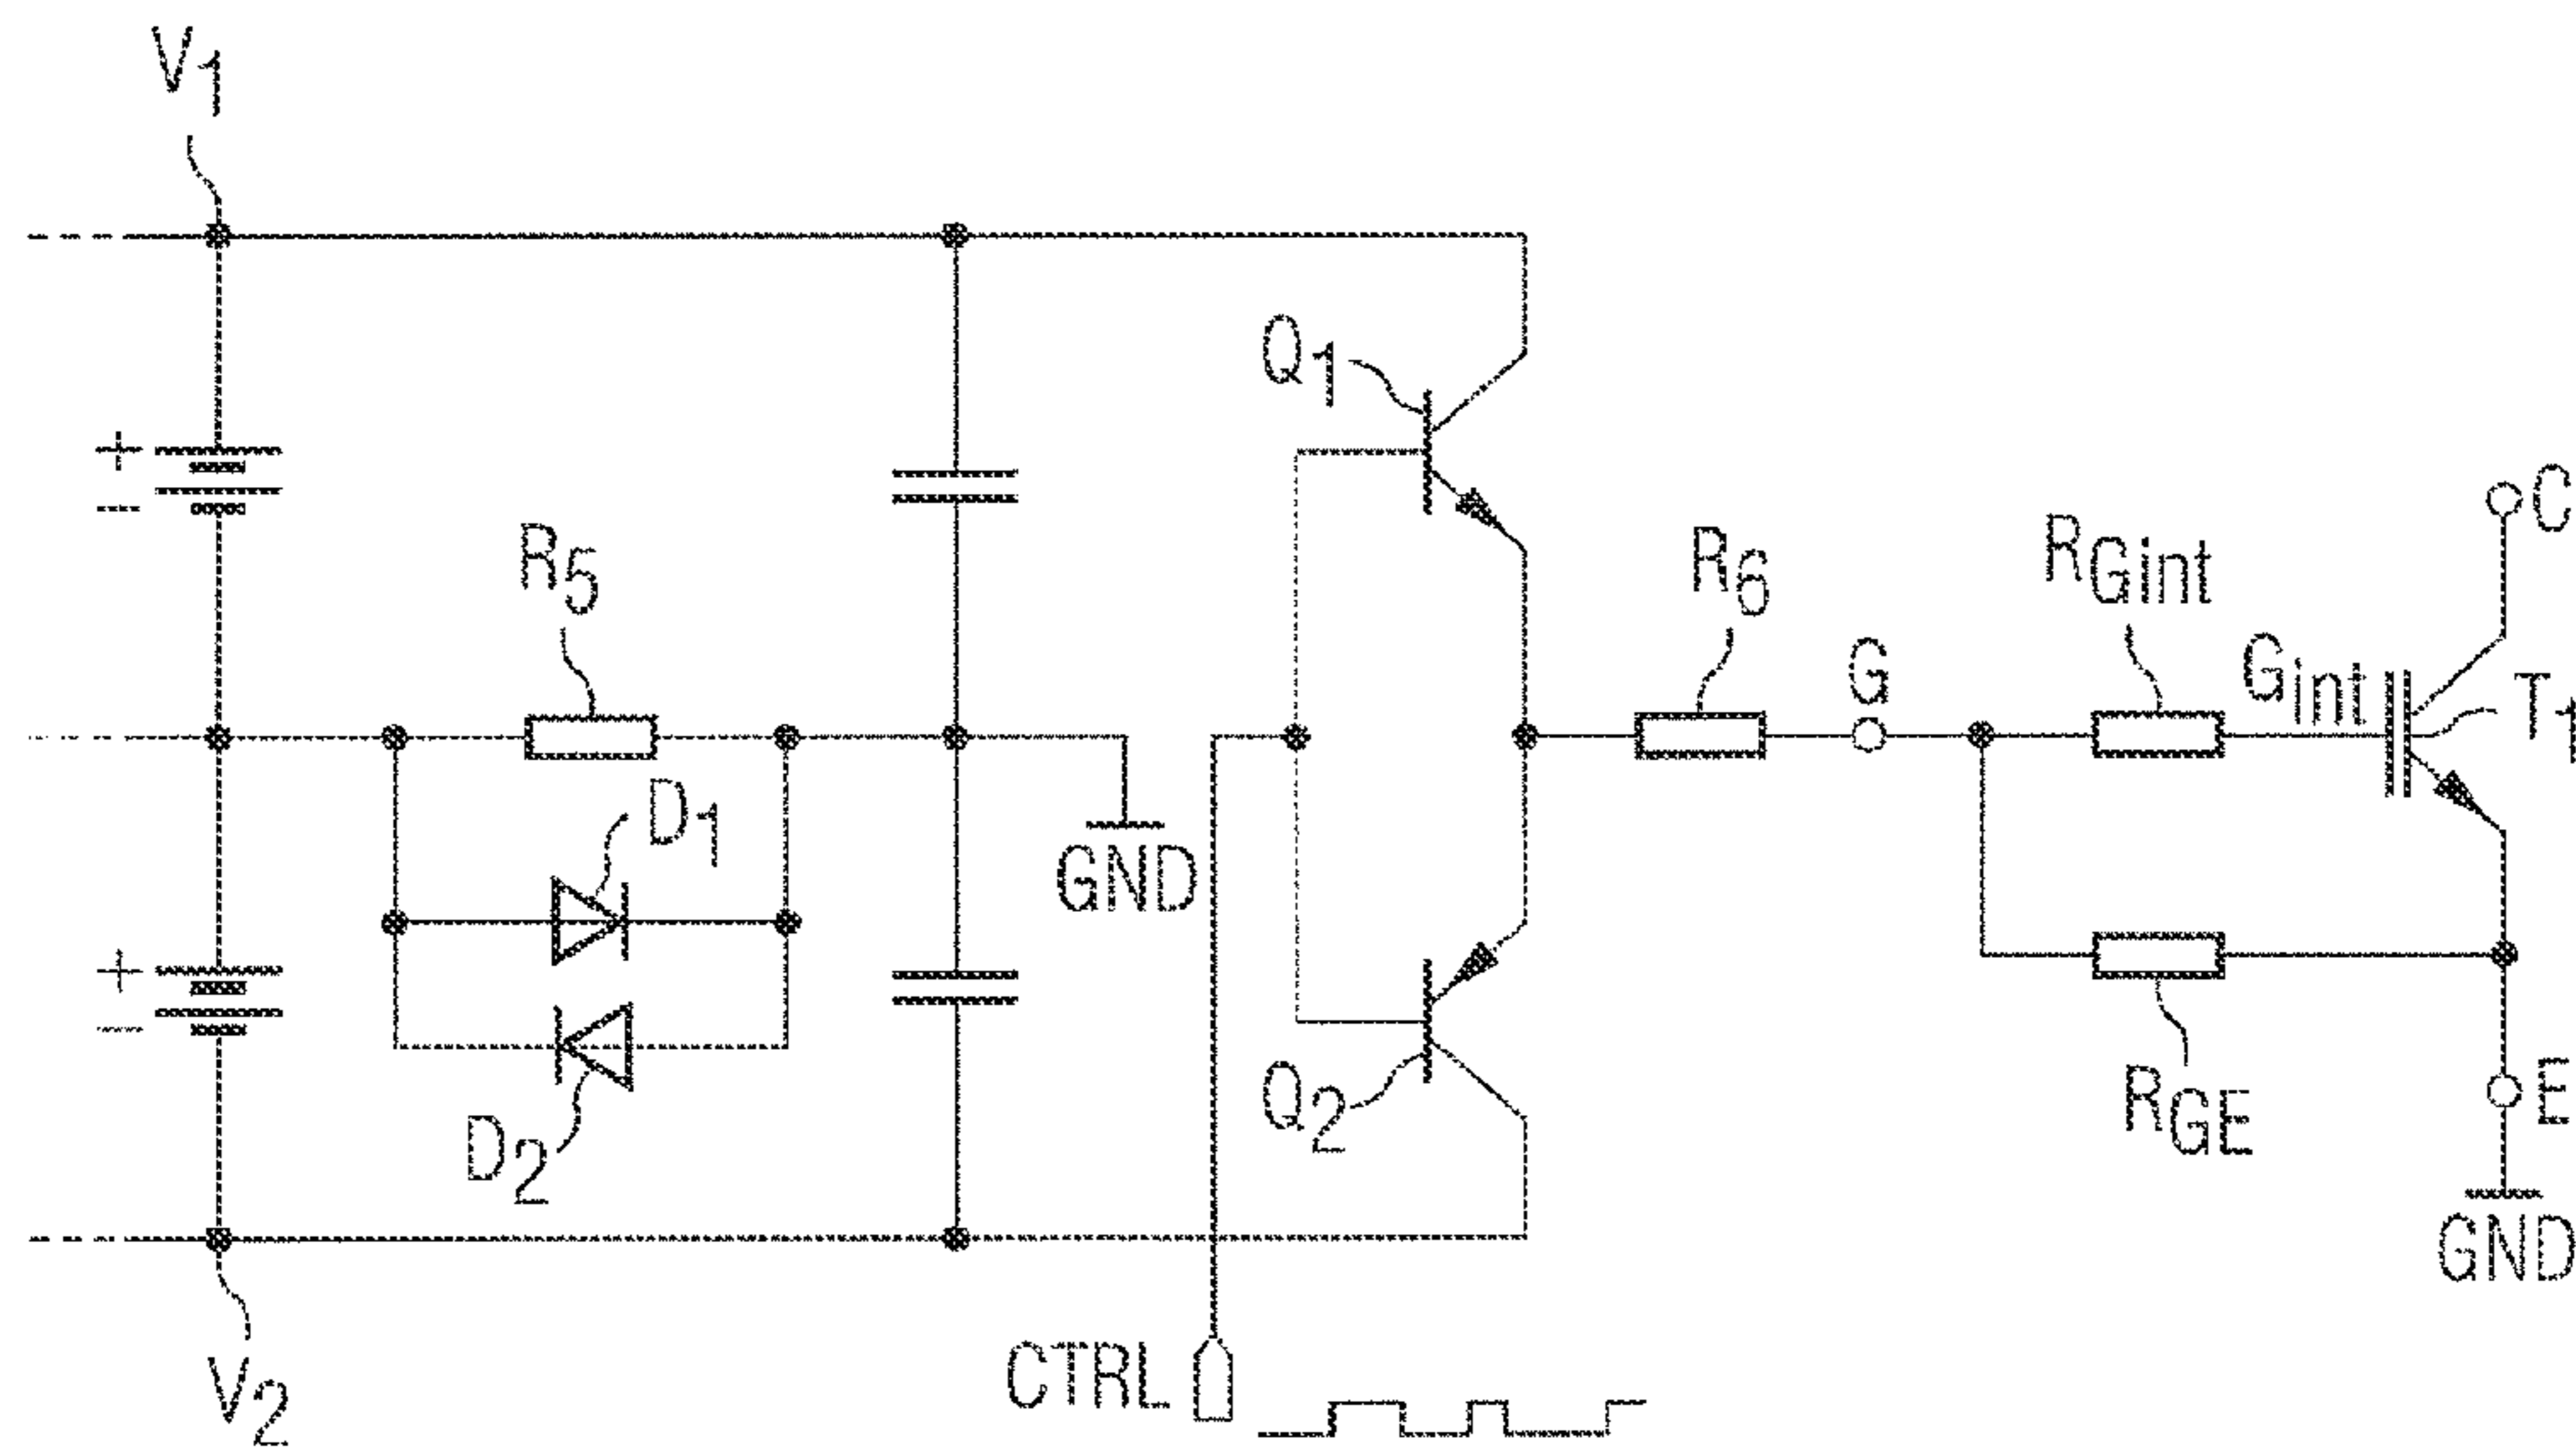 V1
Q1
C
R5
R6
RGint
G
Gint
T1
D1
GND
+
-
+
-
D2
Q2
RGE
E
GND
CTRL
V2